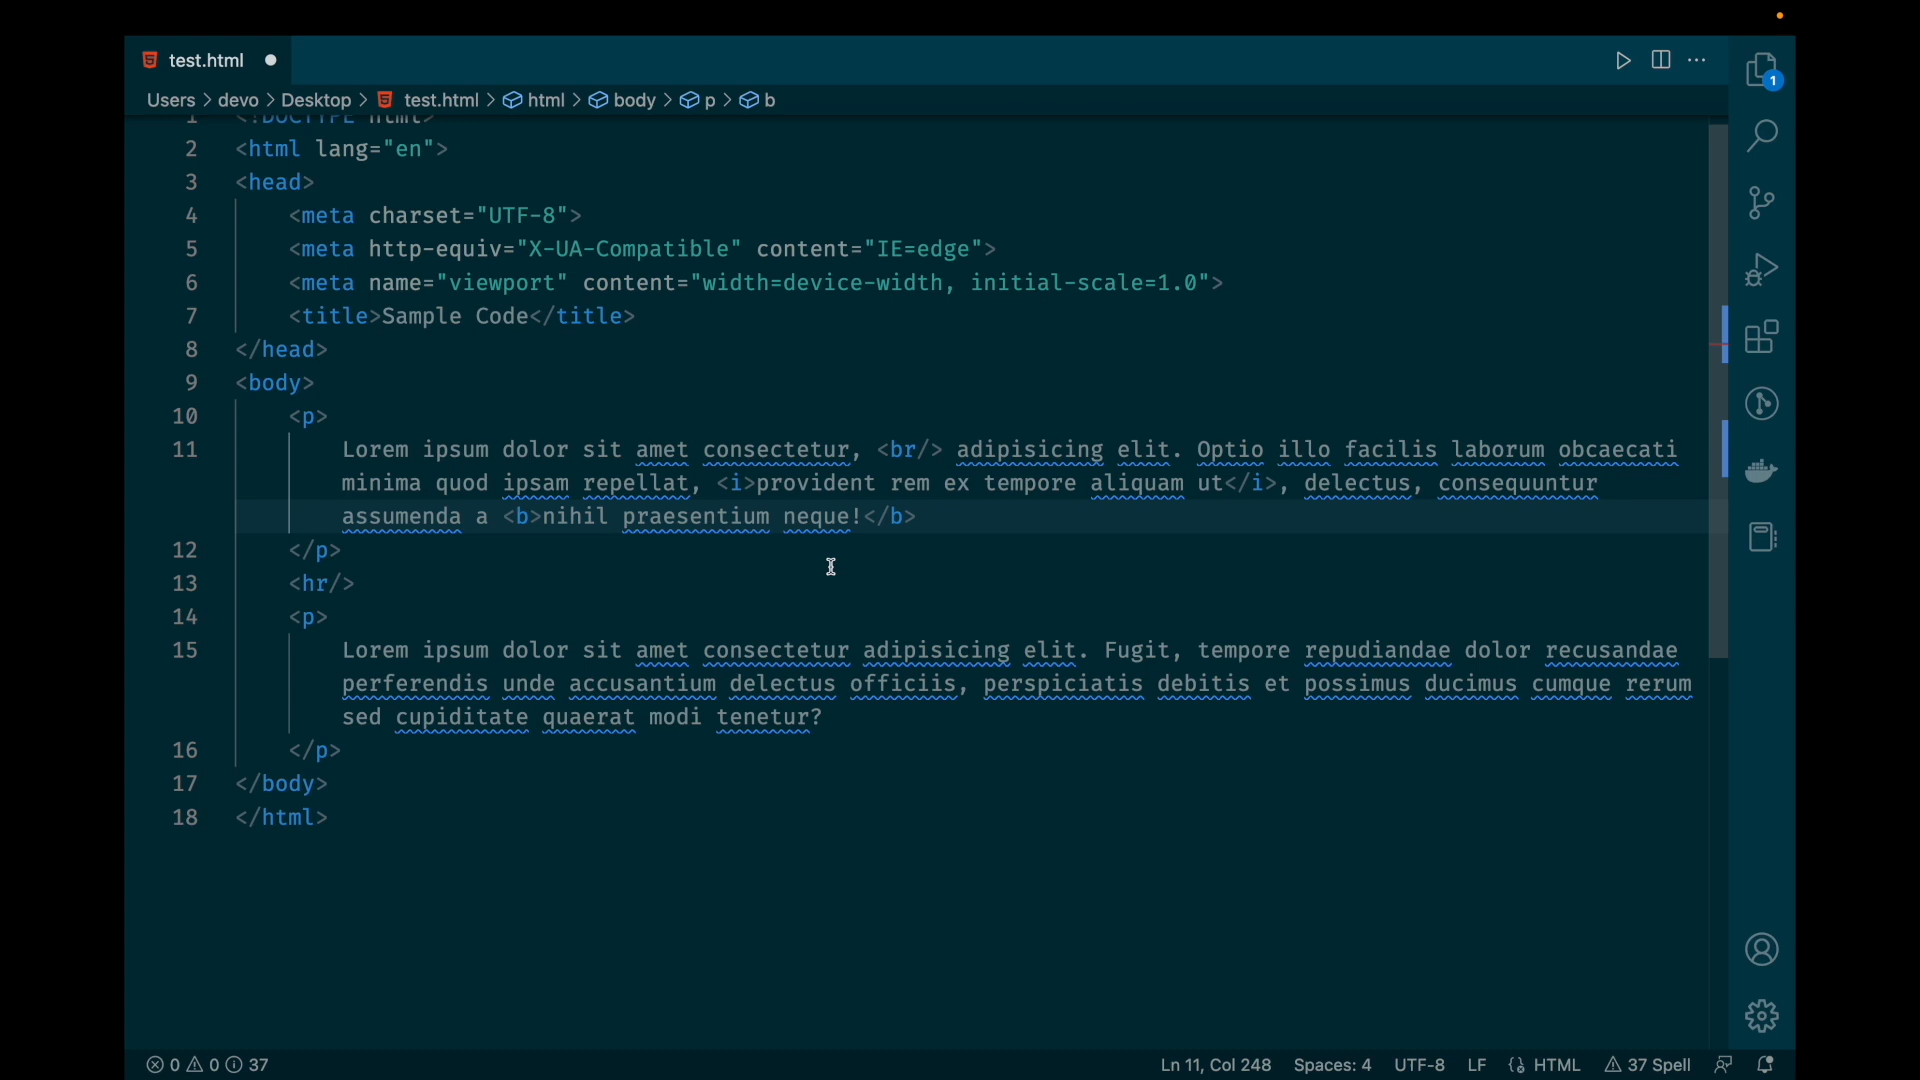 test.html
Users > devo > Desktop > test.html > html > body > p > b
1 <!DOCTYPE html>
2 <html lang="en">
3 <head>
4 <meta charset="UTF-8">
5 <meta http-equiv="X-UA-Compatible" content="IE=edge">
6 <meta name="viewport" content="width=device-width, initial-scale=1.0">
7 <title>Sample Code</title>
8 </head>
9 <body>
10 <p>
11 Lorem ipsum dolor sit amet consectetur, <br/> adipisicing elit. Optio illo facilis laborum obcaecati
minima quod ipsam repellat, <i>provident rem ex tempore aliquam ut</i>, delectus, consequuntur
assumenda a <b>nihil praesentium neque!</b>
12 </p>
13 <hr/>
14 <p>
15 Lorem ipsum dolor sit amet consectetur adipisicing elit. Fugit, tempore repudiandae dolor recusandae
perferendis unde accusantium delectus officiis, perspiciatis debitis et possimus ducimus cumque rerum
sed cupiditate quaerat modi tenetur?
16 </p>
17 </body>
18 </html>
1
0 0 37 Ln 11, Col 248 Spaces: 4 UTF-8 LF HTML 37 Spell